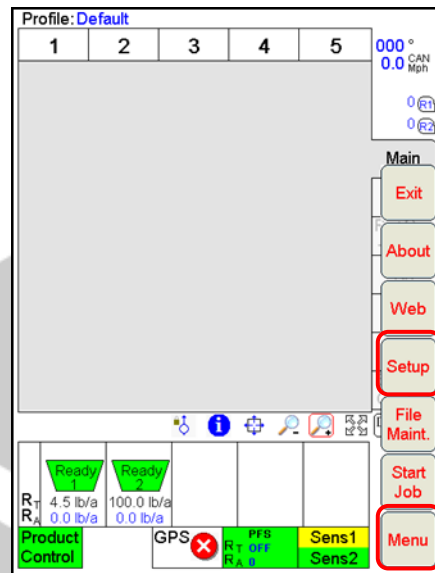 Profile: Default
1 2 3 4 5
000 °
0.0 CAN Mph
0 R1
0 R2
Main
Exit
About
Web
Setup
File Maint.
Start Job
Menu
Ready 1
Ready 2
RT 4.5 lb/a 100.0 lb/a
RA 0.0 lb/a 0.0 lb/a
Product Control
GPS
PFS
RT OFF
RA 0
Sens1
Sens2